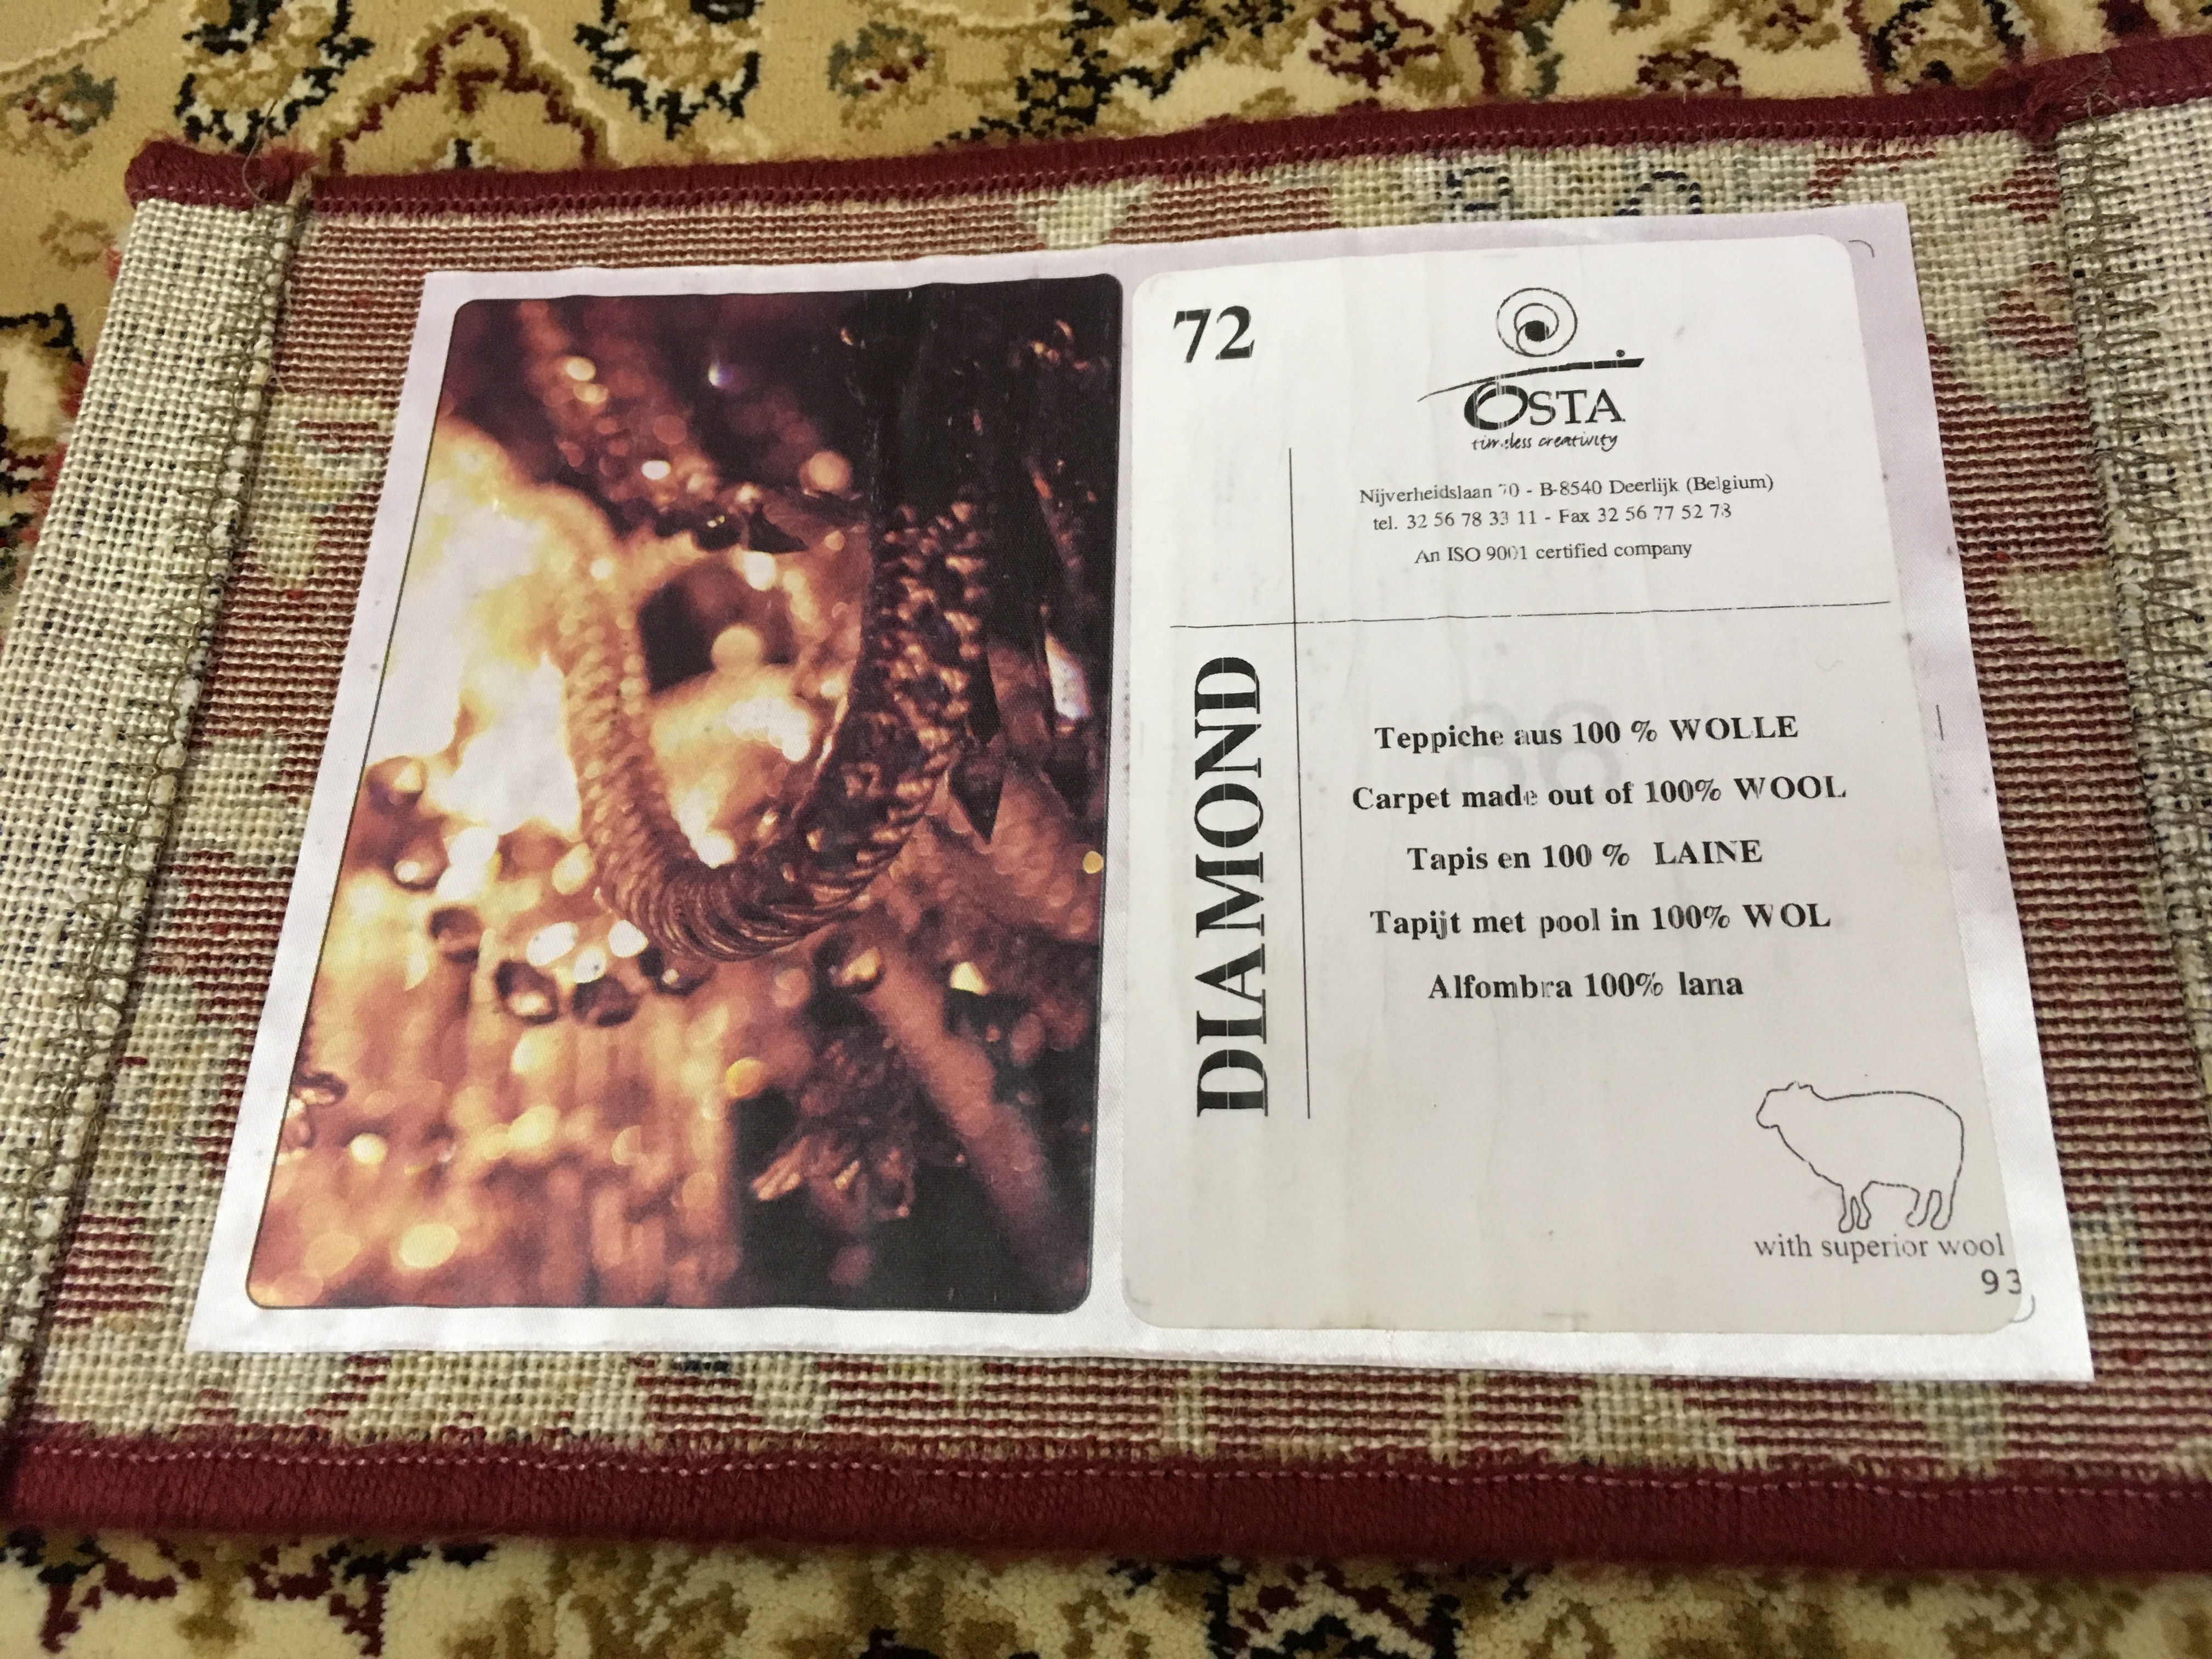 72
OSTA
timeless creativity
Nijverheidslaan 70 - B-8540 Deerlijk (Belgium)
tel. 32 56 78 33 11 - Fax 32 56 77 52 73
An ISO 9001 certified company
DIAMOND
Teppiche aus 100 % WOLLE
Carpet made out of 100% WOOL
Tapis en 100 % LAINE
Tapijt met pool in 100% WOL
Alfombra 100% lana
with superior wool
93